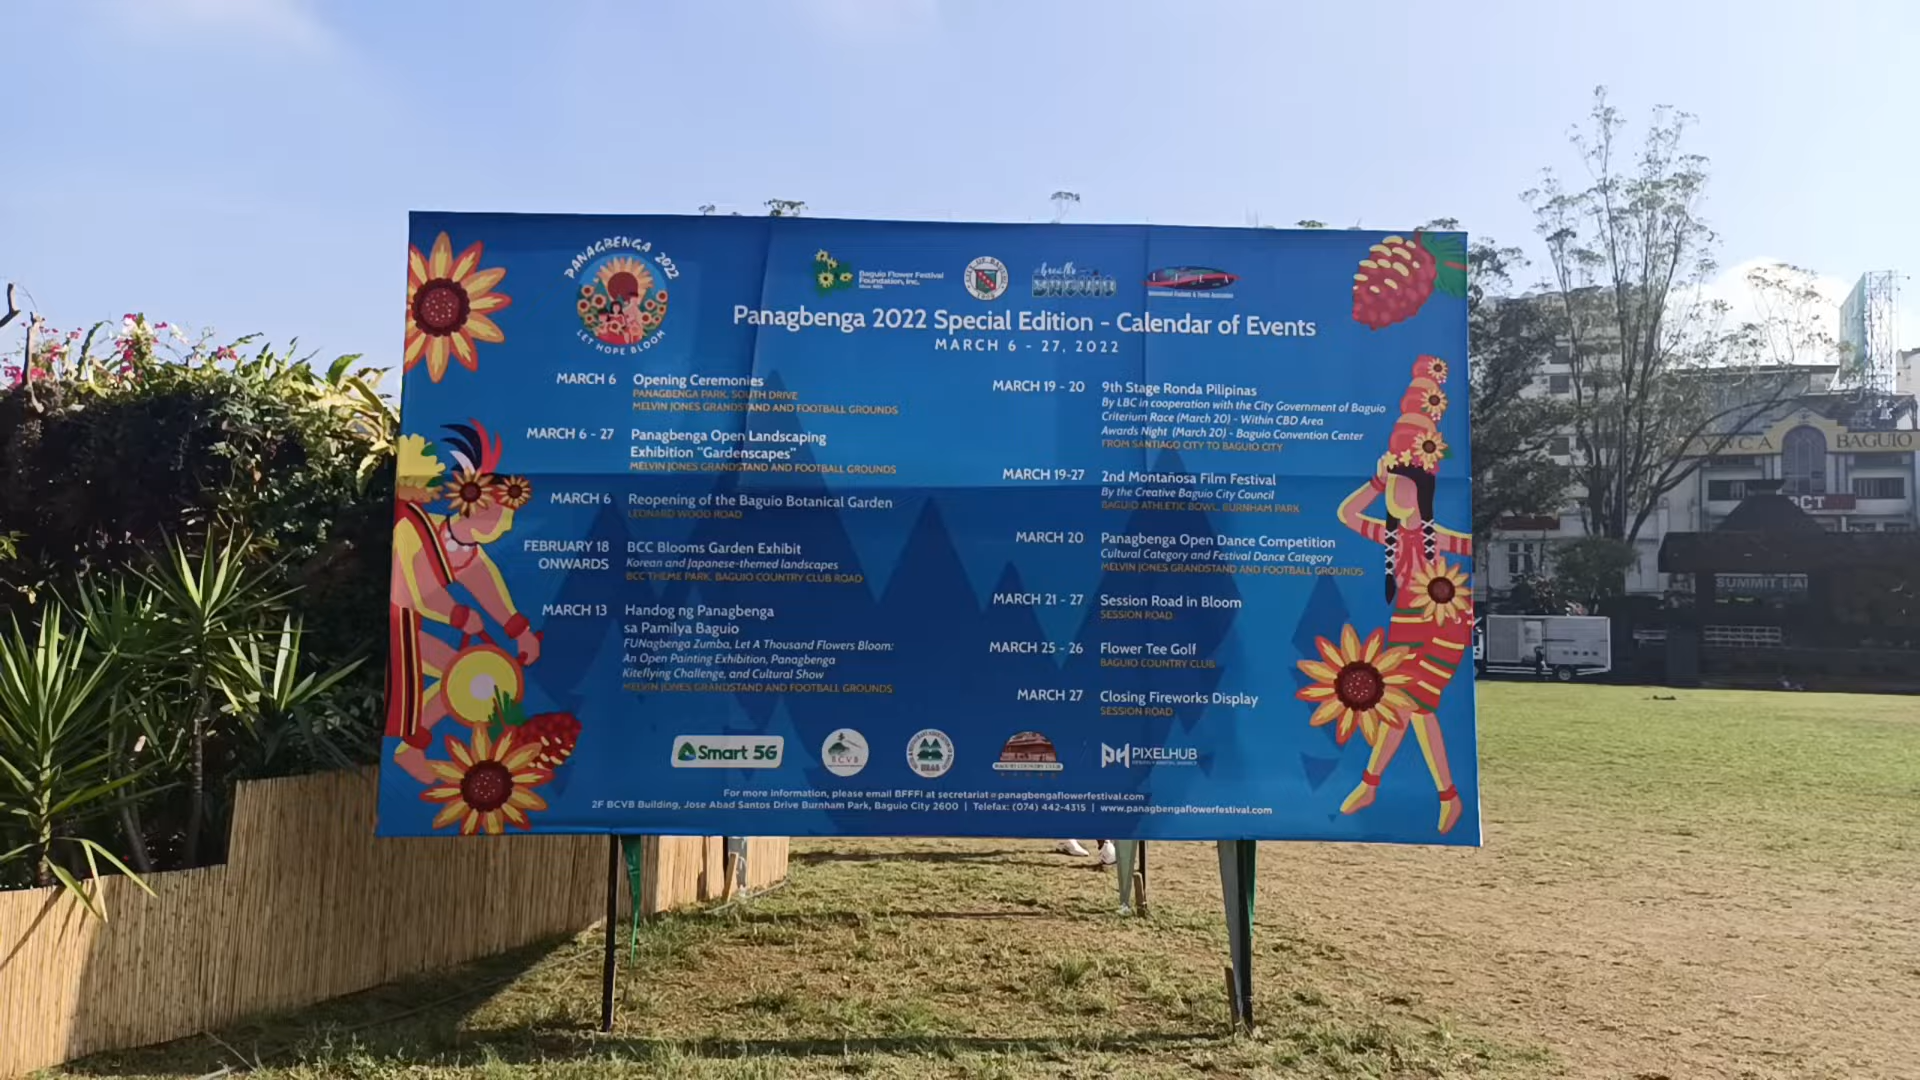 PANAGBENGA 2022
LET HOPE BLOOM
Baguio Flower Festival
Foundation, Inc.
CITY OF BAGUIO
breathe
BAGUIO
Panagbenga 2022 Special Edition - Calendar of Events
MARCH 6 - 27, 2022
MARCH 6 Opening Ceremonies
PANAGBENGA PARK, SOUTH DRIVE
MELVIN JONES GRANDSTAND AND FOOTBALL GROUNDS
MARCH 6 - 27 Panagbenga Open Landscaping
Exhibition "Gardenscapes"
MELVIN JONES GRANDSTAND AND FOOTBALL GROUNDS
MARCH 6 Reopening of the Baguio Botanical Garden
LEONARD WOOD ROAD
FEBRUARY 18 BCC Blooms Garden Exhibit
ONWARDS Korean and Japanese-themed landscapes
BCC THEME PARK, BAGUIO COUNTRY CLUB ROAD
MARCH 13 Handog ng Panagbenga
sa Pamilya Baguio
FUNagbenga Zumba, Let A Thousand Flowers Bloom:
An Open Painting Exhibition, Panagbenga
Kiteflying Challenge, and Cultural Show
MELVIN JONES GRANDSTAND AND FOOTBALL GROUNDS
MARCH 19 - 20 9th Stage Ronda Pilipinas
By LBC in cooperation with the City Government of Baguio
Criterium Race (March 20) - Within CBD Area
Awards Night (March 20) - Baguio Convention Center
FROM SANTIAGO CITY TO BAGUIO CITY
MARCH 19-27 2nd Montañosa Film Festival
By the Creative Baguio City Council
BAGUIO ATHLETIC BOWL, BURNHAM PARK
MARCH 20 Panagbenga Open Dance Competition
Cultural Category and Festival Dance Category
MELVIN JONES GRANDSTAND AND FOOTBALL GROUNDS
MARCH 21 - 27 Session Road in Bloom
SESSION ROAD
MARCH 25 - 26 Flower Tee Golf
BAGUIO COUNTRY CLUB
MARCH 27 Closing Fireworks Display
SESSION ROAD
Smart 5G
BCVB
BAGUIO COUNTRY CLUB
PH PIXELHUB
For more information, please email BFFFI at secretariat@panagbengaflowerfestival.com
2F BCVB Building, Jose Abad Santos Drive Burnham Park, Baguio City 2600 | Telefax: (074) 442-4315 | www.panagbengaflowerfestival.com
BAGUIO
SUMMIT